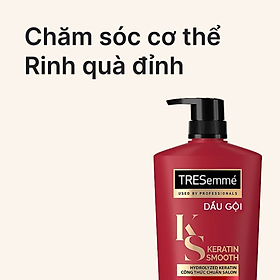 Chăm sóc cơ thể
Rinh quà đỉnh
TRESemmé
USED BY PROFESSIONALS
DẦU GỘI
KS
KERATIN
SMOOTH
HYDROLYZED KERATIN
CÔNG THỨC CHUẨN SALON